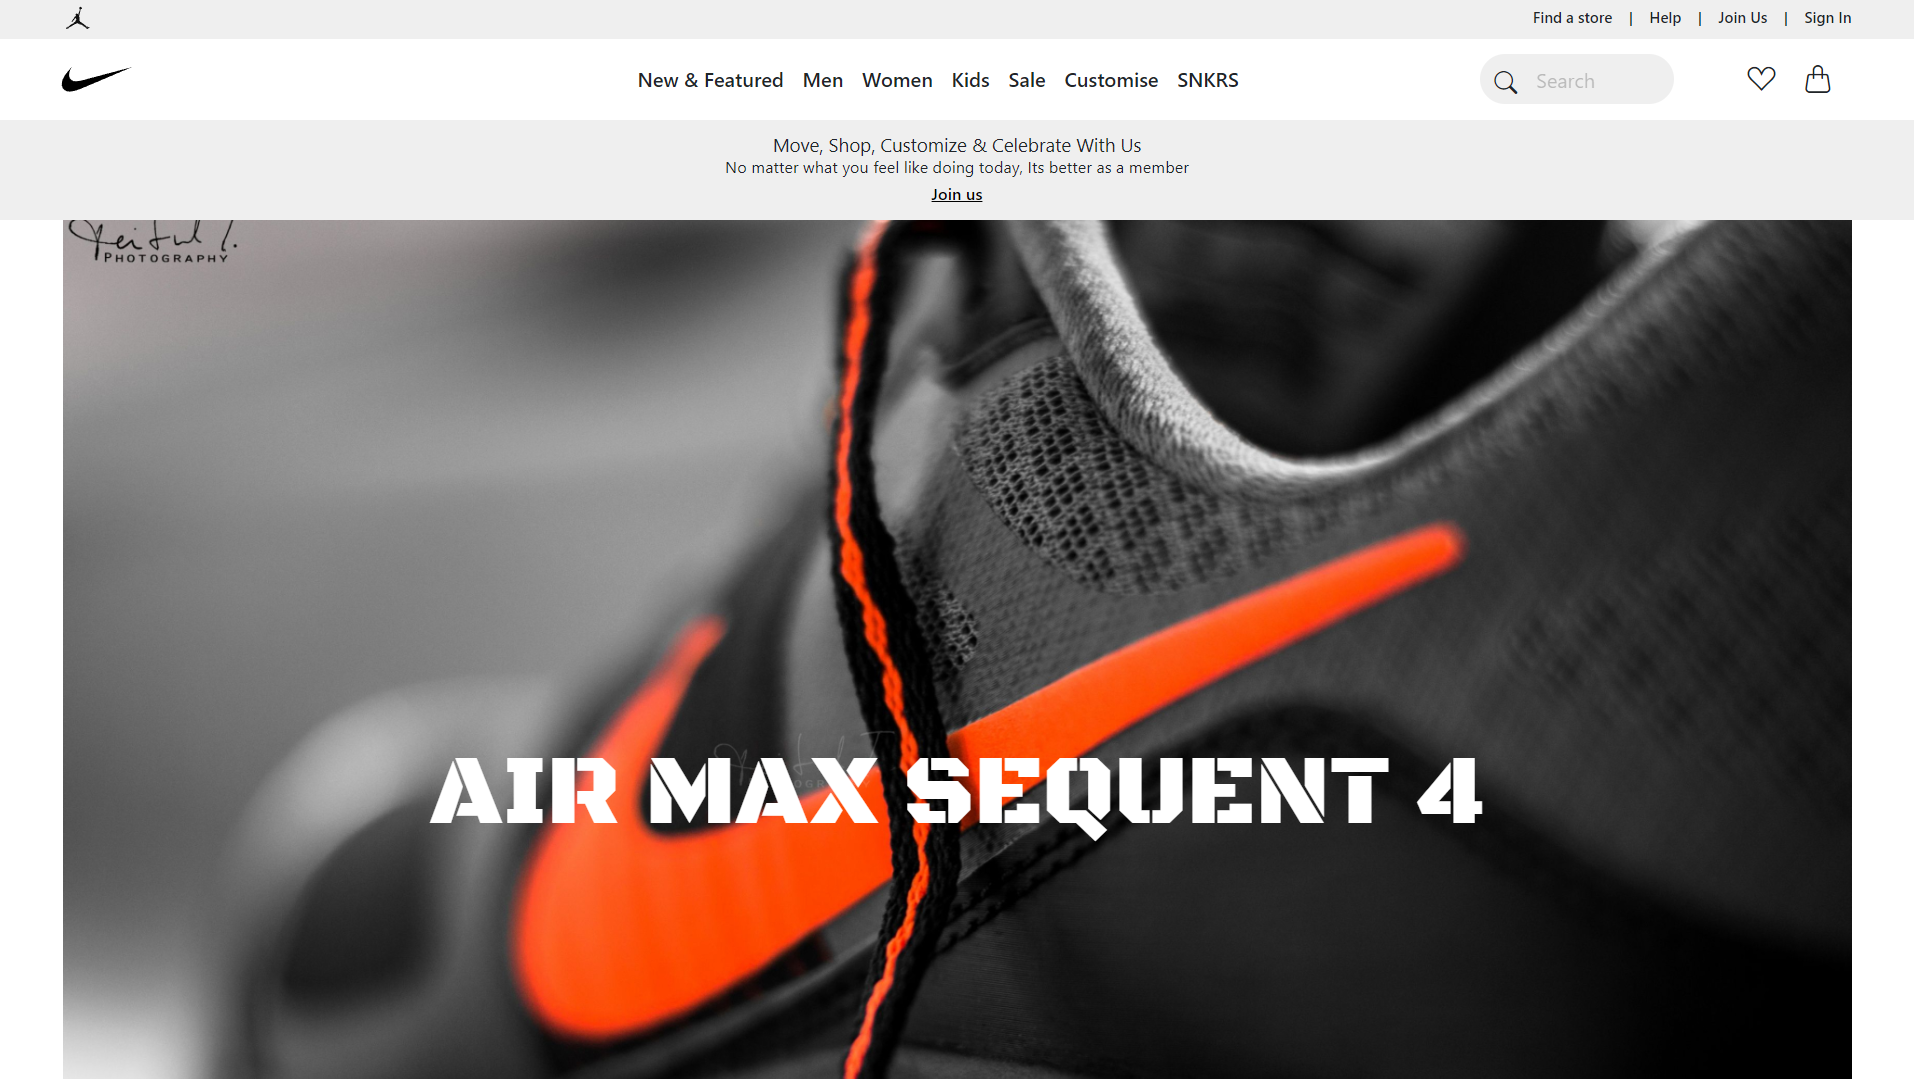 Find a store | Help | Join Us | Sign In
New & Featured Men Women Kids Sale Customise SNKRS
Search
Move, Shop, Customize & Celebrate With Us
No matter what you feel like doing today, Its better as a member
Join us
PHOTOGRAPHY
AIR MAX SEQUENT 4